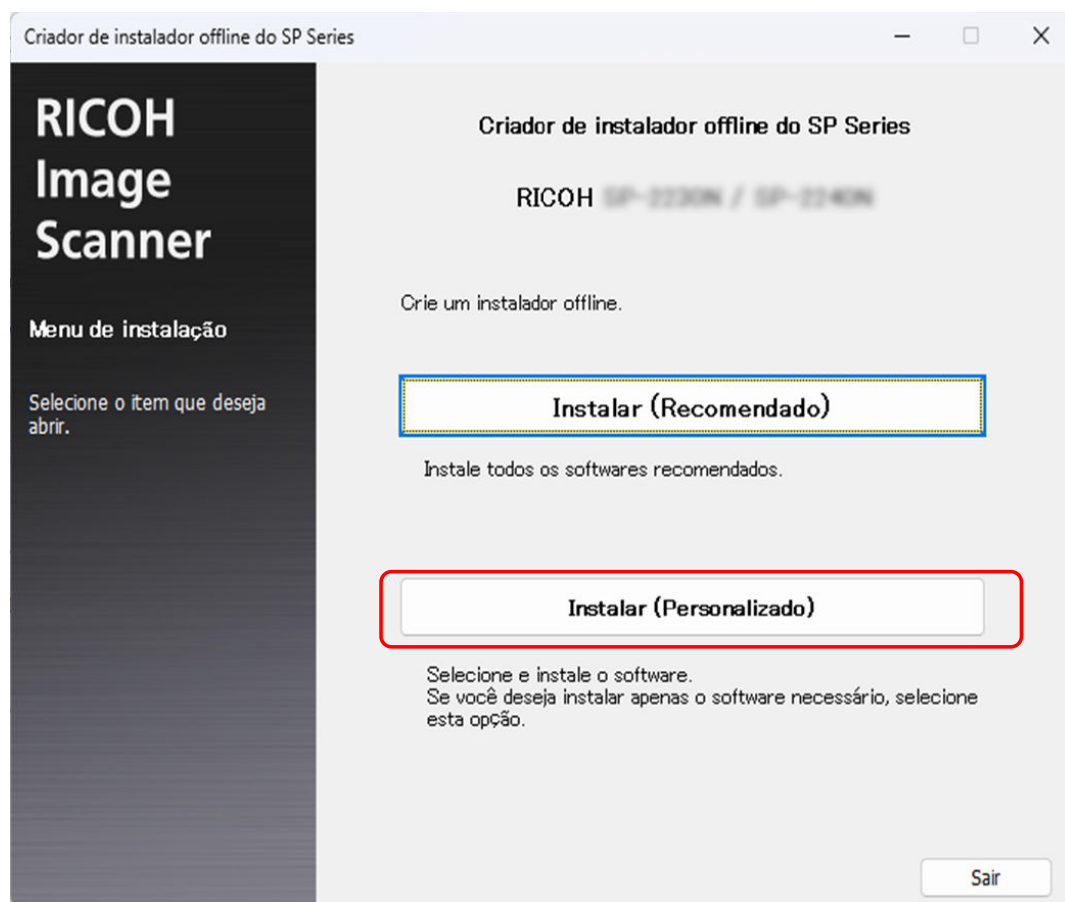 Criador de instalador offline do SP Series
RICOH
Image
Scanner
Menu de instalação
Selecione o item que deseja
abrir.
Criador de instalador offline do SP Series
RICOH
Crie um instalador offline.
Instalar (Recomendado)
Instale todos os softwares recomendados.
Instalar (Personalizado)
Selecione e instale o software.
Se você deseja instalar apenas o software necessário, selecione
esta opção.
Sair